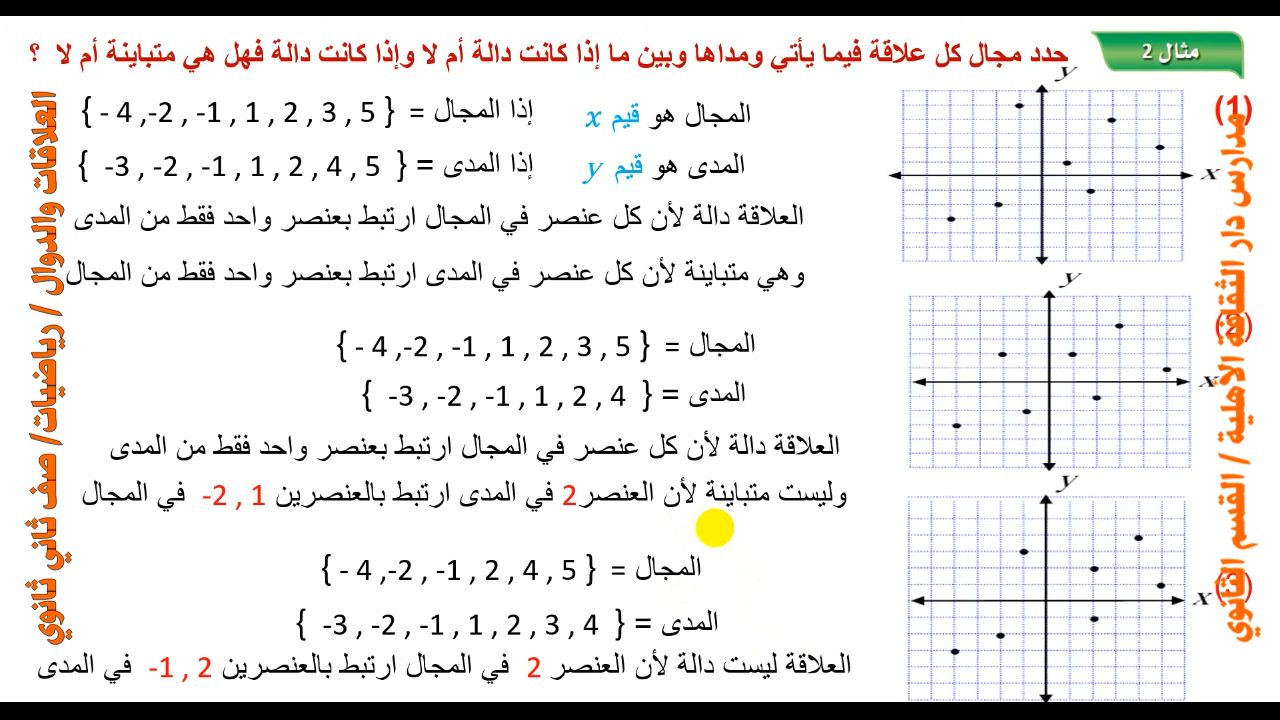 مثال 2
حدد مجال كل علاقة فيما يأتي ومداها وبين ما إذا كانت دالة أم لا وإذا كانت دالة فهل هي متباينة أم لا ؟
(1)
y
x
المجال هو قيم x إذا المجال = { - 4 ,-2 , -1 , 1 , 2 , 3 , 5 }
المدى هو قيم y إذا المدى = { -3 , -2 , -1 , 1 , 2 , 4 , 5 }
العلاقة دالة لأن كل عنصر في المجال ارتبط بعنصر واحد فقط من المدى
وهي متباينة لأن كل عنصر في المدى ارتبط بعنصر واحد فقط من المجال
(2)
y
x
المجال = { - 4 ,-2 , -1 , 1 , 2 , 3 , 5 }
المدى = { -3 , -2 , -1 , 1 , 2 , 4 }
العلاقة دالة لأن كل عنصر في المجال ارتبط بعنصر واحد فقط من المدى
وليست متباينة لأن العنصر 2 في المدى ارتبط بالعنصرين -2 , 1 في المجال
(3)
y
x
المجال = { - 4 ,-2 , -1 , 2 , 4 , 5 }
المدى = { -3 , -2 , -1 , 1 , 2 , 3 , 4 }
العلاقة ليست دالة لأن العنصر 2 في المجال ارتبط بالعنصرين -1 , 2 في المدى
مدارس دار الثقافة الاهلية / القسم الثانوي
العلاقات والدوال / رياضيات/ صف ثاني ثانوي